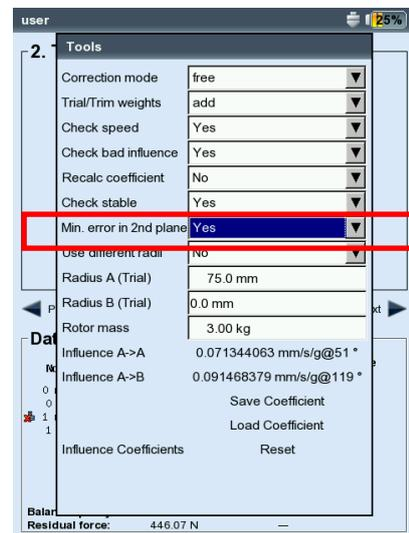 user 25%
2. T
Tools
Correction mode free
Trial/Trim weights add
Check speed Yes
Check bad influence Yes
Recalc coefficient No
Check stable Yes
Min. error in 2nd plane Yes
Use different radii No
Radius A (Trial) 75.0 mm
Radius B (Trial) 0.0 mm
P xt
Rotor mass 3.00 kg
Dat
Influence A->A 0.071344063 mm/s/g@51 °
Influence A->B 0.091468379 mm/s/g@119 °
Save Coefficient
Load Coefficient
Influence Coefficients Reset
Residual force: 446.07 N —